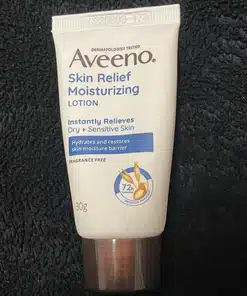 DERMATOLOGIST TESTED
Aveeno.
Skin Relief
Moisturizing
LOTION
Instantly Relieves
Dry + Sensitive Skin
Hydrates and restores
skin moisture barrier
FRAGRANCE FREE
72
30g